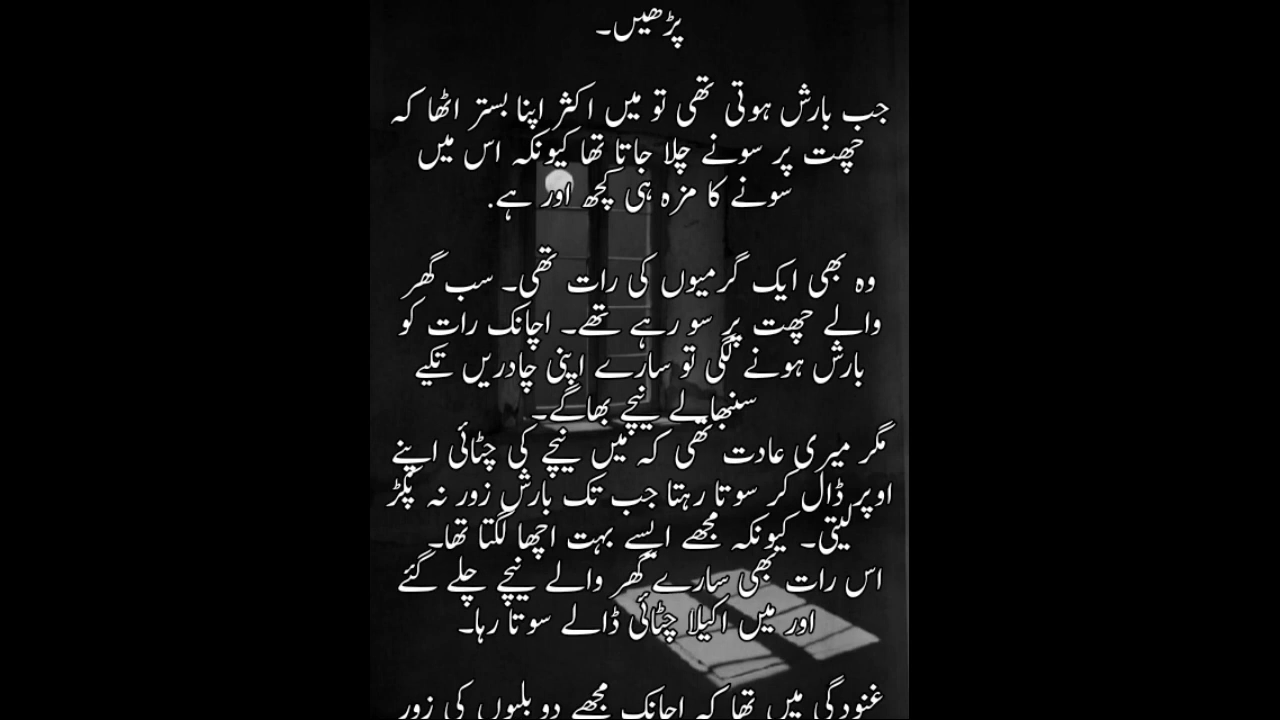 پڑھیں۔
جب بارش ہوتی تھی تو میں اکثر اپنا بستر اٹھا کہ
چھت پر سونے چلا جاتا تھا کیونکہ اس میں
سونے کا مزہ ہی کچھ اور ہے.
وہ بھی ایک گرمیوں کی رات تھی۔ سب گھر
والے چھت پر سو رہے تھے۔ اچانک رات کو
بارش ہونے لگی تو سارے اپنی چادریں تکیے
سنبھالے نیچے بھاگے۔
مگر میری عادت تھی کہ میں نیچے کی چٹائی اپنے
اوپر ڈال کر سوتا رہتا جب تک بارش زور نہ پکڑ
لیتی۔ کیونکہ مجھے ایسے بہت اچھا لگتا تھا۔
اس رات بھی سارے گھر والے نیچے چلے گئے
اور میں اکیلا چٹائی ڈالے سوتا رہا۔
غنودگی میں تھا کہ اچانک مجھے دو بلیوں کی زور